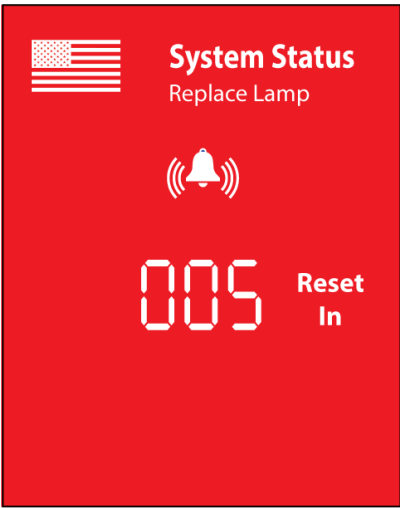 System Status
Replace Lamp
005
Reset
In